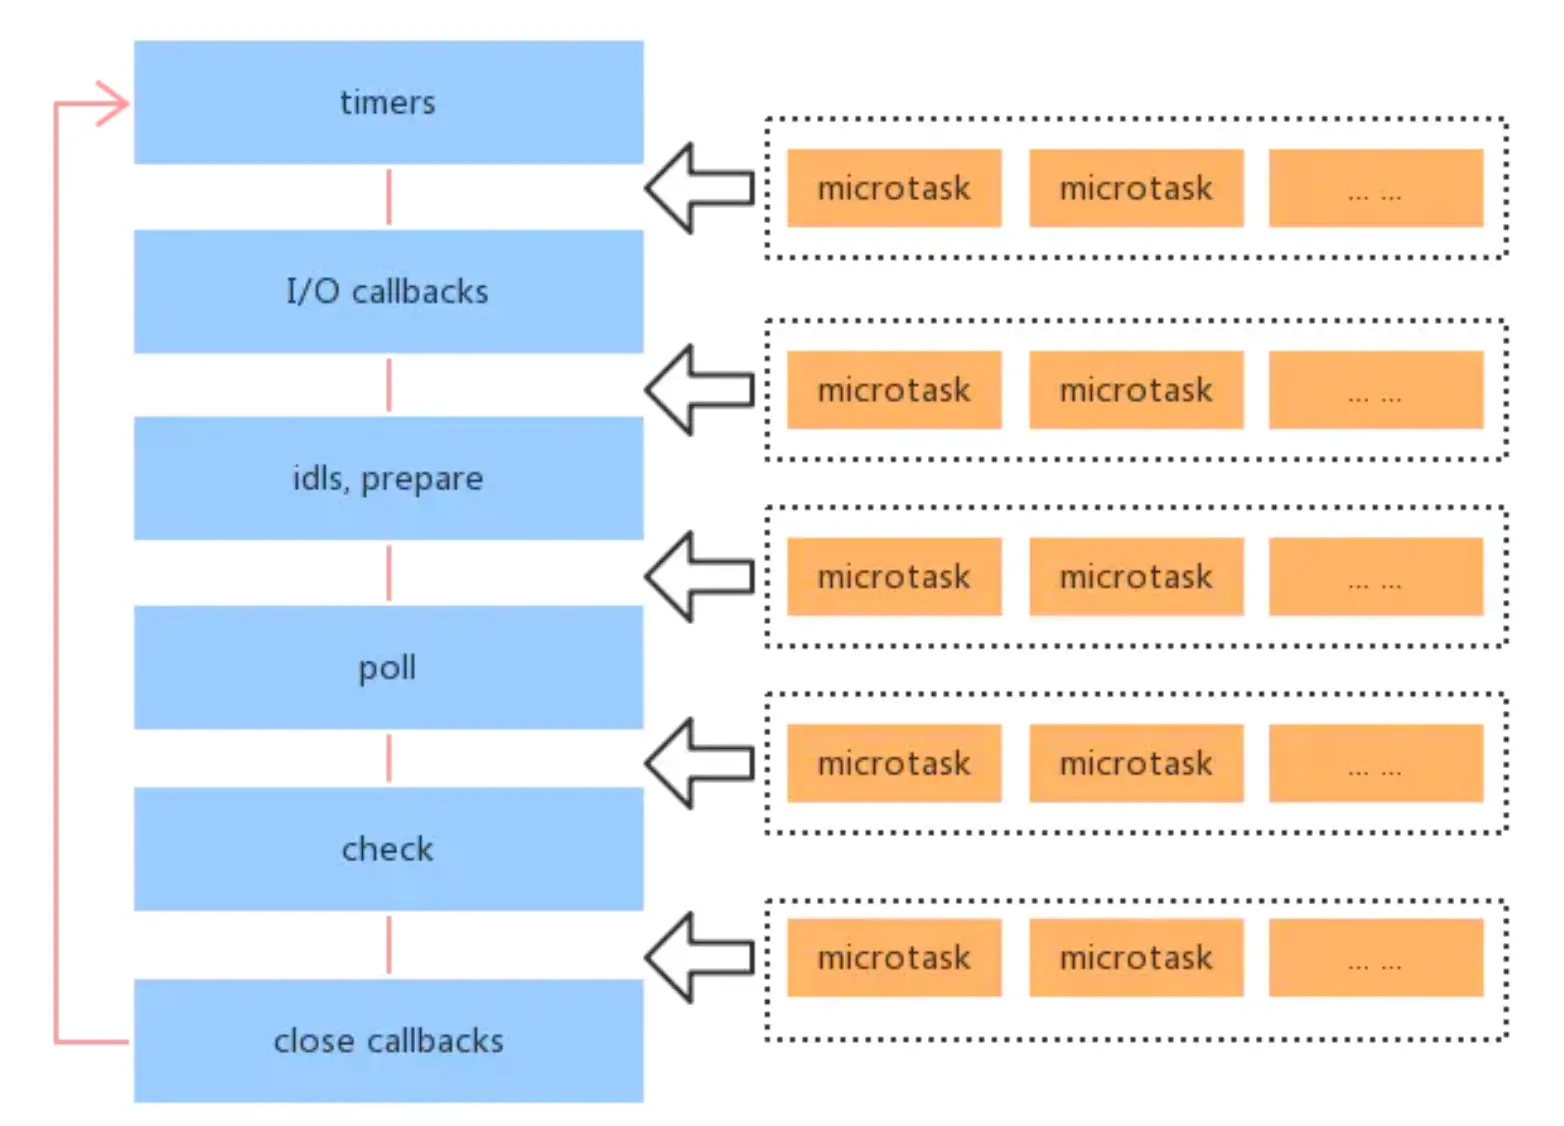 timers
microtask microtask ... ...
I/O callbacks
microtask microtask ... ...
idls, prepare
microtask microtask ... ...
poll
microtask microtask ... ...
check
microtask microtask ... ...
close callbacks